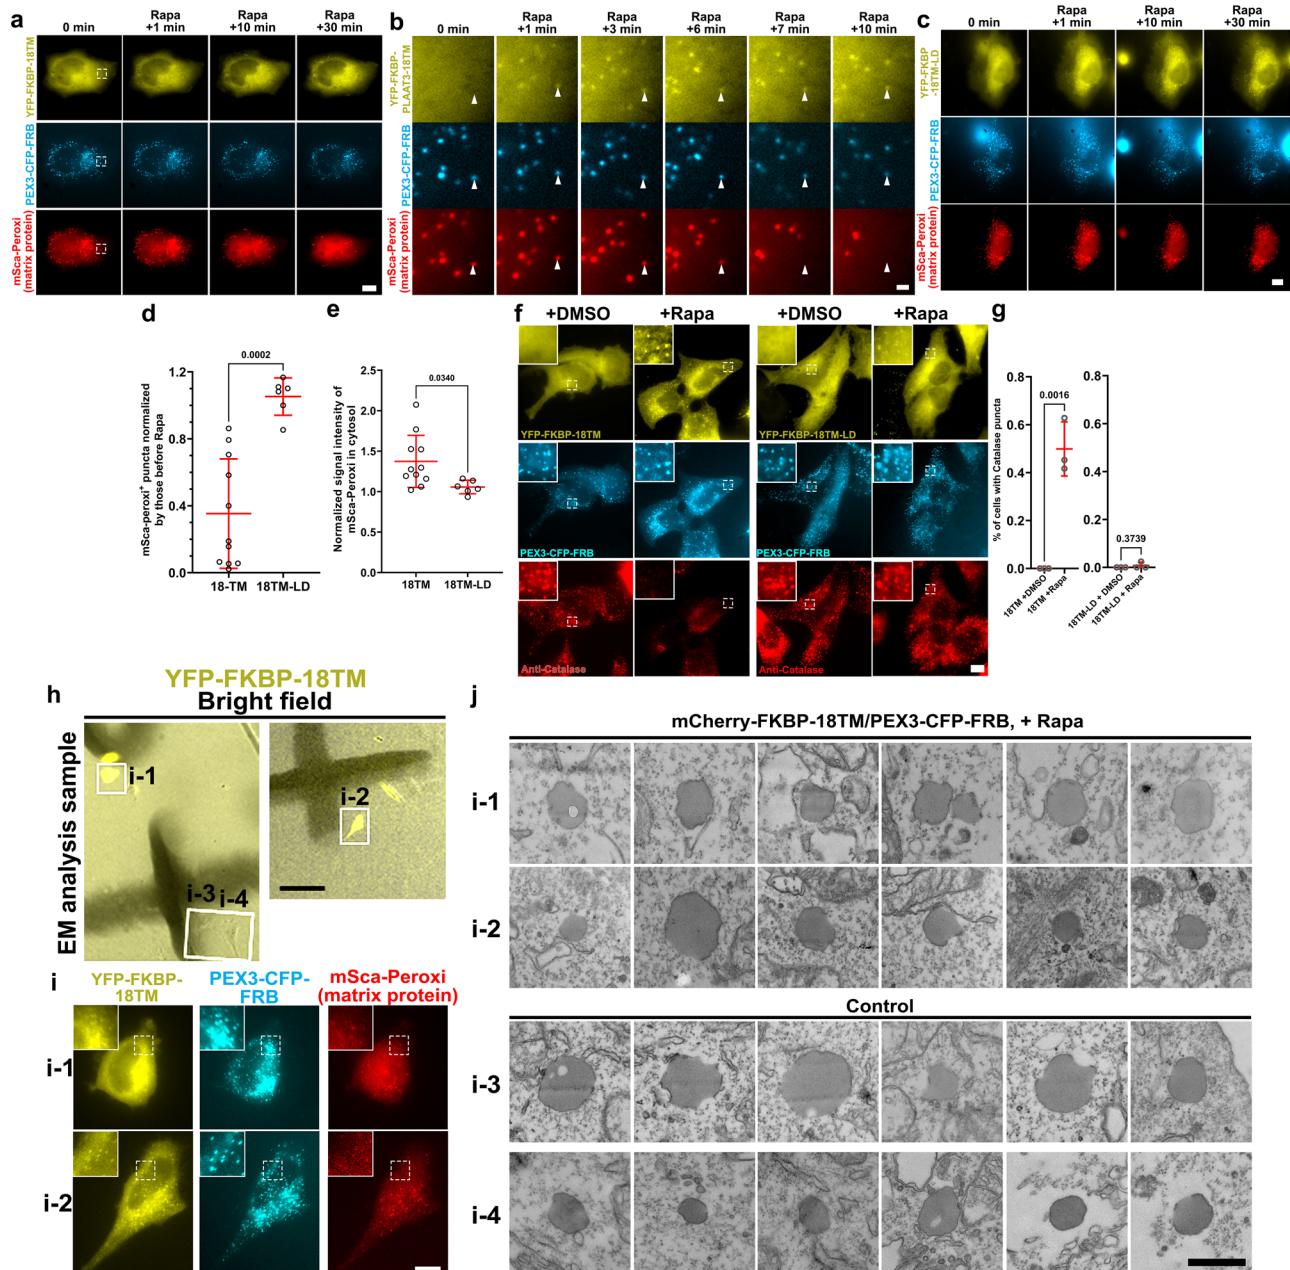 a
0 min
Rapa
+1 min
Rapa
+10 min
Rapa
+30 min
YFP-FKBP-18TM
PEX3-CFP-FRB
mSca-Peroxi
(matrix protein)
b
0 min
Rapa
+1 min
Rapa
+3 min
Rapa
+6 min
Rapa
+7 min
Rapa
+10 min
YFP-FKBP-
PLAAT3-18TM
PEX3-CFP-FRB
mSca-Peroxi
(matrix protein)
c
0 min
Rapa
+1 min
Rapa
+10 min
Rapa
+30 min
YFP-FKBP
-18TM-LD
PEX3-CFP-FRB
mSca-Peroxi
(matrix protein)
d
0.0002
1.2
0.8
0.4
0.0
mSca-peroxi+ puncta normalized
by those before Rapa
18-TM
18TM-LD
e
0.0340
2.5
2.0
1.5
1.0
0.5
0.0
Normalized signal intensity of
mSca-Peroxi in cytosol
18TM
18TM-LD
f
+DMSO
+Rapa
+DMSO
+Rapa
YFP-FKBP-18TM
YFP-FKBP-18TM-LD
PEX3-CFP-FRB
PEX3-CFP-FRB
Anti-Catalase
Anti-Catalase
g
% of cells with Catalase puncta
0.8
0.6
0.4
0.2
0.0
0.0016
18TM +DMSO
18TM +Rapa
0.8
0.6
0.4
0.2
0.0
0.3739
18TM-LD + DMSO
18TM-LD + Rapa
h
YFP-FKBP-18TM
Bright field
EM analysis sample
i-1
i-2
i-3 i-4
i
YFP-FKBP-
18TM
PEX3-CFP-
FRB
mSca-Peroxi
(matrix protein)
i-1
i-2
j
mCherry-FKBP-18TM/PEX3-CFP-FRB, + Rapa
i-1
i-2
Control
i-3
i-4